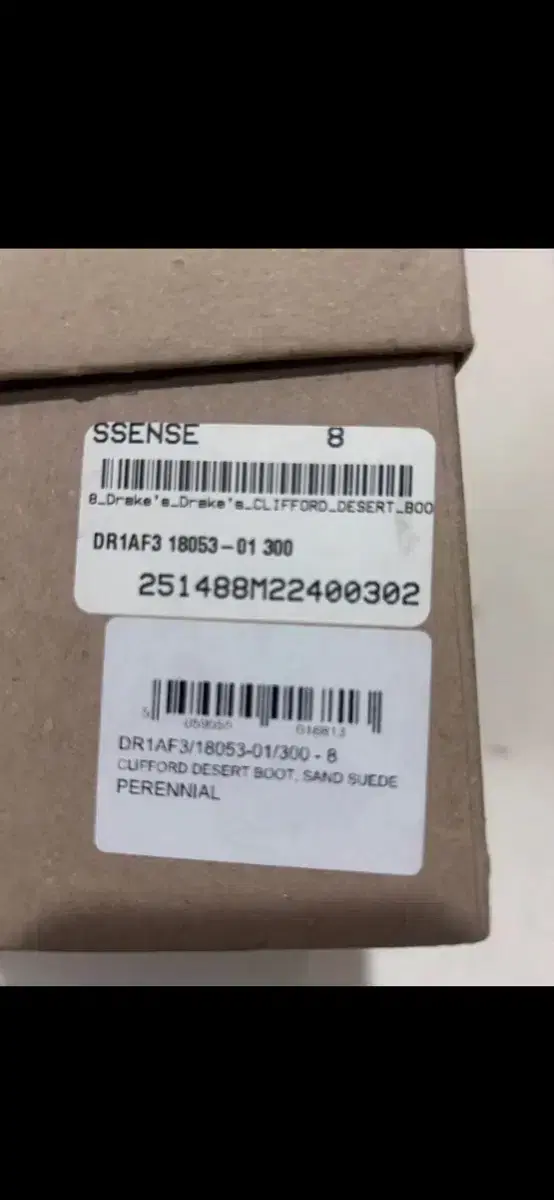 SSENSE 8
8_Drake's_Drake's_CLIFFORD_DESERT_BOO
DR1AF3 18053-01 300
251488M22400302
5
DR1AF3/18053-01/300 - 8
CLIFFORD DESERT BOOT, SAND SUEDE
PERENNIAL